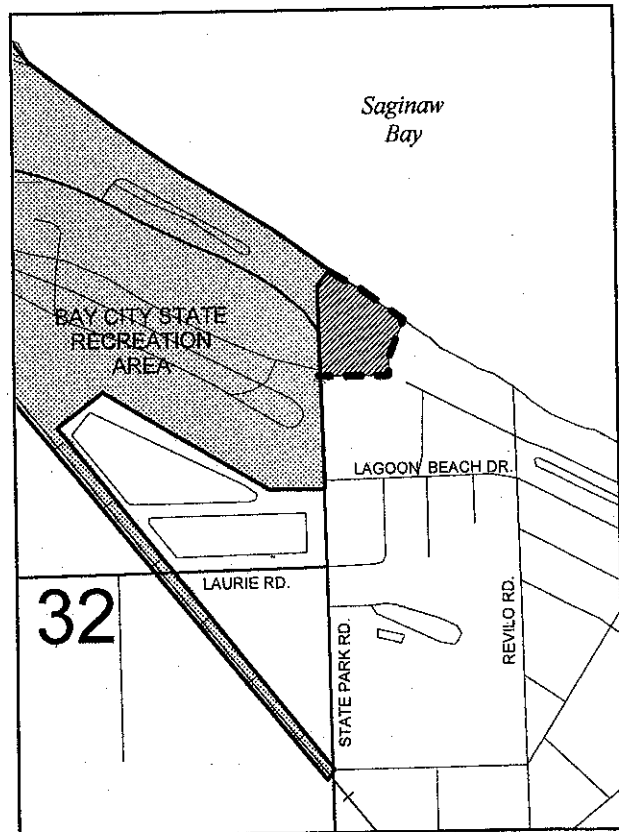 Saginaw
Bay
BAY CITY STATE
RECREATION
AREA
LAGOON BEACH DR.
LAURIE RD.
32
STATE PARK RD.
REVILO RD.